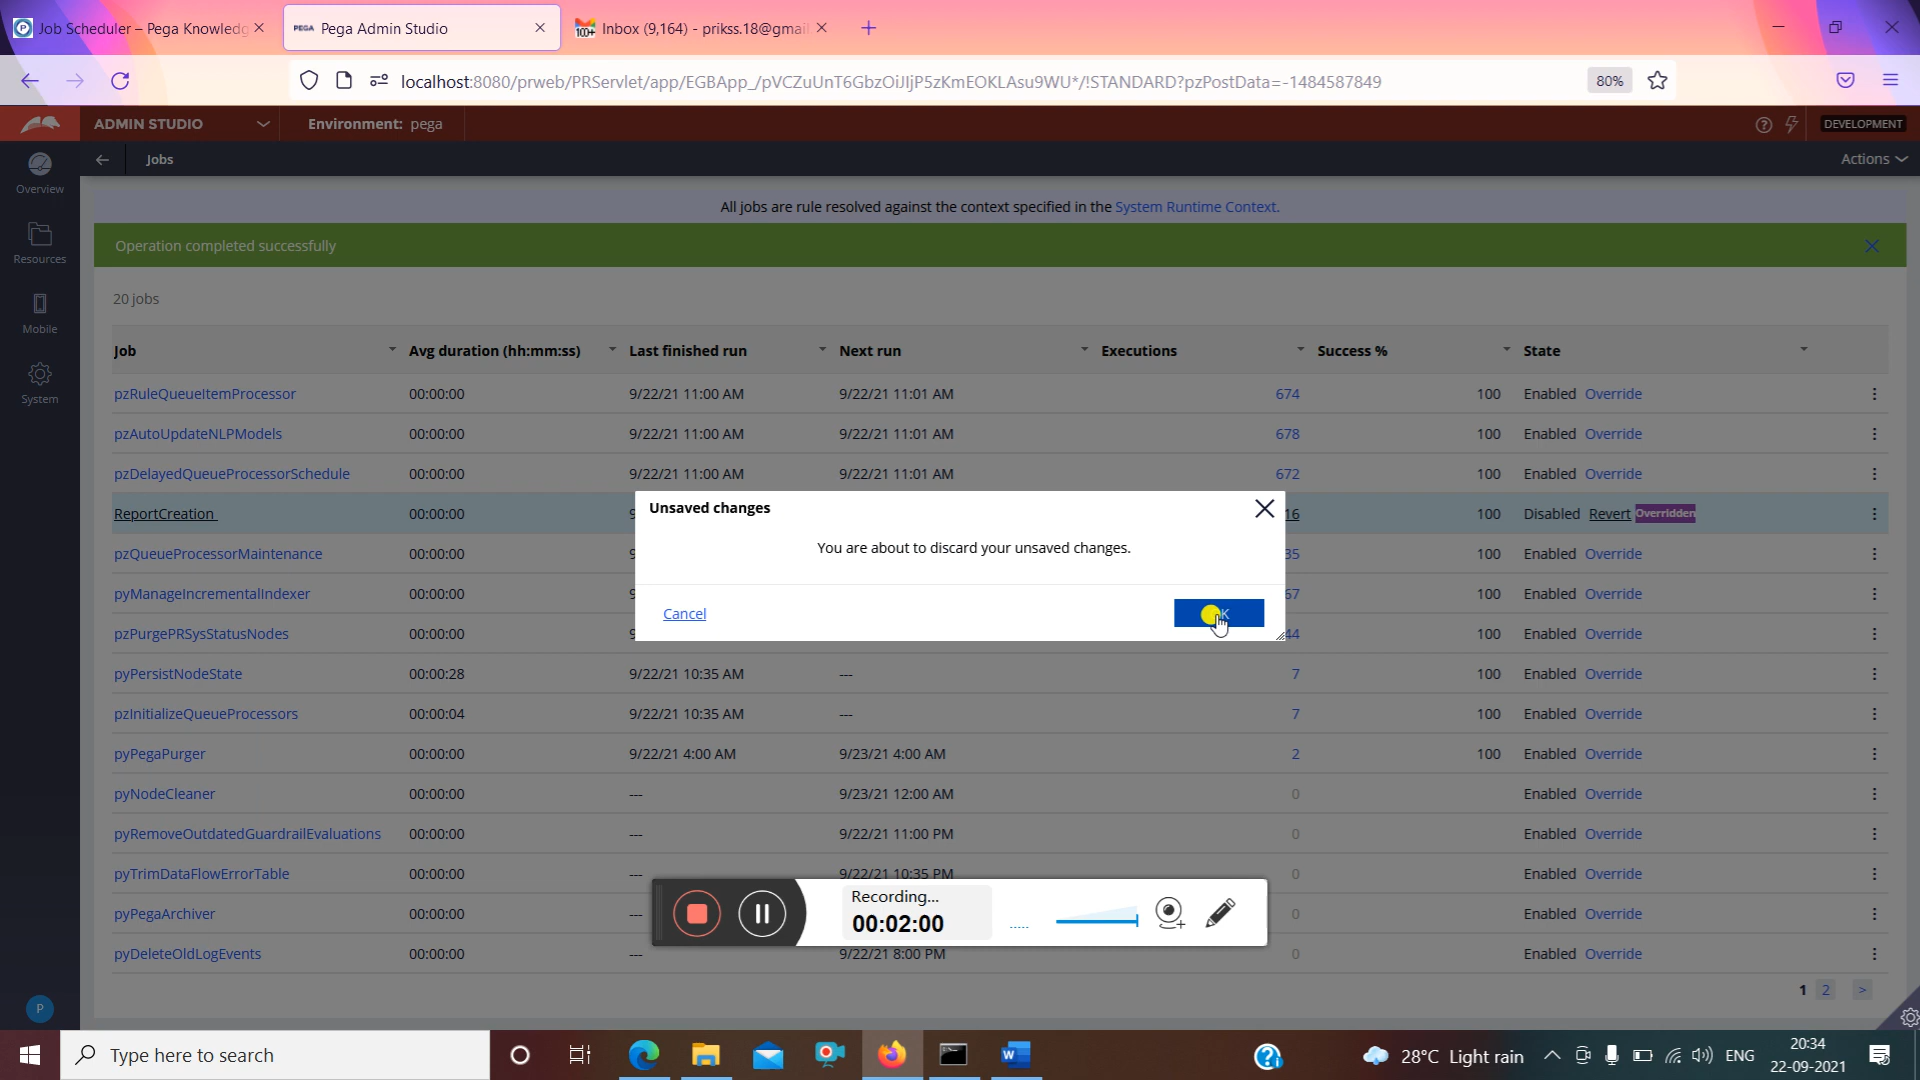 Job Scheduler – Pega Knowledg
PEGA Pega Admin Studio
100+ Inbox (9,164) - prikss.18@gmail
localhost:8080/prweb/PRServlet/app/EGBApp_/pVCZuUnT6GbzOiJIjP5zKmEOKLAsu9WU*/!STANDARD?pzPostData=-1484587849
80%
ADMIN STUDIO
Environment: pega
DEVELOPMENT
Overview
Resources
Mobile
System
P
Jobs
Actions
All jobs are rule resolved against the context specified in the System Runtime Context.
Operation completed successfully
20 jobs
Job Avg duration (hh:mm:ss) Last finished run Next run Executions Success % State
pzRuleQueueItemProcessor 00:00:00 9/22/21 11:00 AM 9/22/21 11:01 AM 674 100 Enabled Override
pzAutoUpdateNLPModels 00:00:00 9/22/21 11:00 AM 9/22/21 11:01 AM 678 100 Enabled Override
pzDelayedQueueProcessorSchedule 00:00:00 9/22/21 11:00 AM 9/22/21 11:01 AM 672 100 Enabled Override
ReportCreation 00:00:00 9 16 100 Disabled Revert Overridden
pzQueueProcessorMaintenance 00:00:00 9 35 100 Enabled Override
pyManageIncrementalIndexer 00:00:00 9 67 100 Enabled Override
pzPurgePRSysStatusNodes 00:00:00 9 44 100 Enabled Override
pyPersistNodeState 00:00:28 9/22/21 10:35 AM --- 7 100 Enabled Override
pzInitializeQueueProcessors 00:00:04 9/22/21 10:35 AM --- 7 100 Enabled Override
pyPegaPurger 00:00:00 9/22/21 4:00 AM 9/23/21 4:00 AM 2 100 Enabled Override
pyNodeCleaner 00:00:00 --- 9/23/21 12:00 AM 0 Enabled Override
pyRemoveOutdatedGuardrailEvaluations 00:00:00 --- 9/22/21 11:00 PM 0 Enabled Override
pyTrimDataFlowErrorTable 00:00:00 --- 9/22/21 10:35 PM 0 Enabled Override
pyPegaArchiver 00:00:00 --- 0 Enabled Override
pyDeleteOldLogEvents 00:00:00 --- 9/22/21 8:00 PM 0 Enabled Override
1 2 >
Unsaved changes
You are about to discard your unsaved changes.
Cancel
Recording...
00:02:00
Type here to search
28°C Light rain
ENG
20:34
22-09-2021